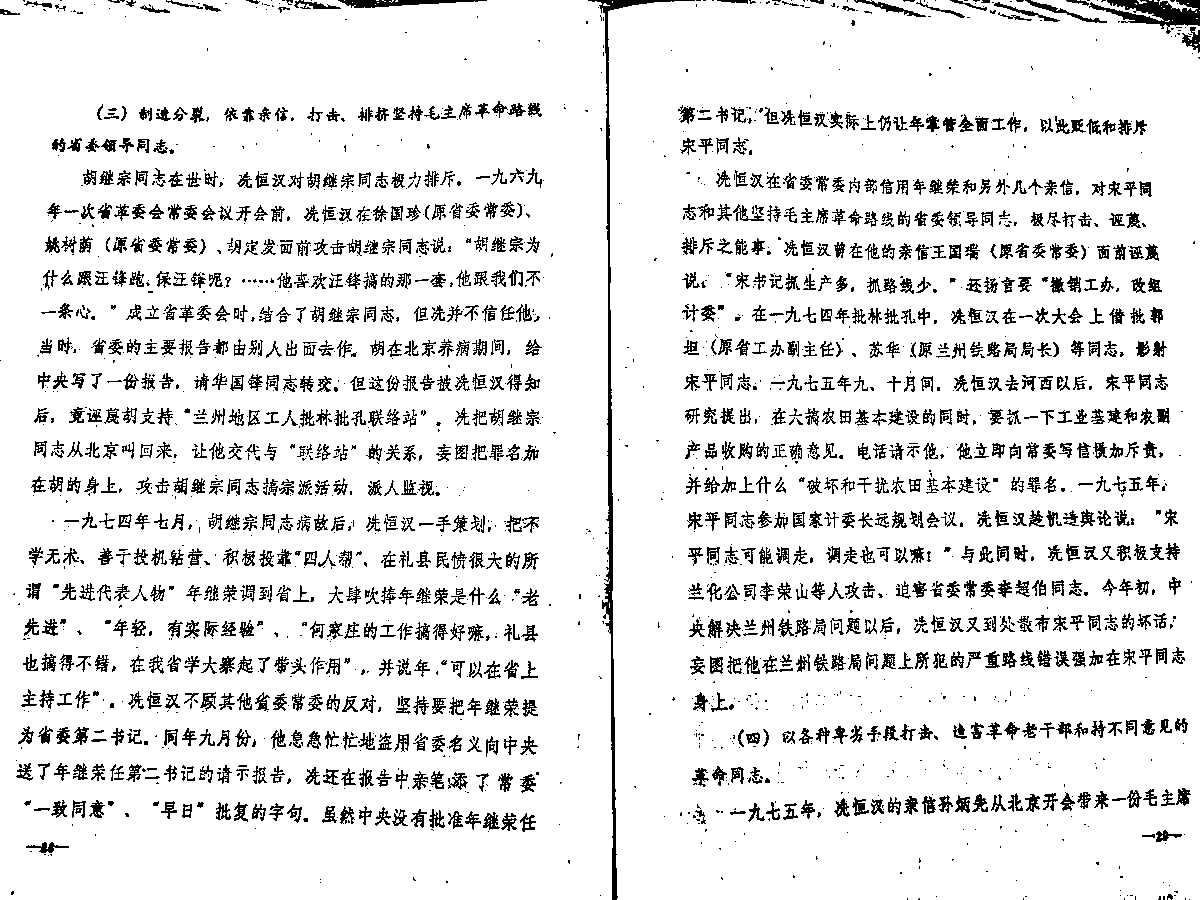 （三）制造分裂，依靠亲信，打击、排挤坚持毛主席革命路线
的省委领导同志。
胡继宗同志在世时，冼恒汉对胡继宗同志极力排斥。一九六九
年一次省革委会常委会议开会前，冼恒汉在徐国珍（原省委常委）、
姚树荫（原省委常委）、胡定发面前攻击胡继宗同志说：“胡继宗为
什么跟汪锋跑、保汪锋呢？……他喜欢汪锋搞的那一套，他跟我们不
一条心。”成立省革委会时，结合了胡继宗同志，但冼并不信任他，
当时，省委的主要报告都由别人出面去作。胡在北京养病期间，给
中央写了一份报告，请华国锋同志转交。但这份报告被冼恒汉得知
后，竟诬蔑胡支持“兰州地区工人批林批孔联络站”。冼把胡继宗
同志从北京叫回来，让他交代与“联络站”的关系，妄图把罪名加
在胡的身上，攻击胡继宗同志搞宗派活动，派人监视。
一九七四年七月，胡继宗同志病故后，冼恒汉一手策划，把不
学无术、善于投机钻营、积极投靠“四人帮”、在礼县民愤很大的所
谓“先进代表人物”年继荣调到省上，大肆吹捧年继荣是什么“老
先进”、“年轻，有实际经验”、“何家庄的工作搞得好嘛，礼县
也搞得不错，在我省学大寨起了带头作用”，并说年“可以在省上
主持工作”。冼恒汉不顾其他省委常委的反对，坚持要把年继荣提
为省委第二书记。同年九月份，他急急忙忙地盗用省委名义向中央
送了年继荣任第二书记的请示报告，冼还在报告中亲笔添了常委
“一致同意”、“早日”批复的字句。虽然中央没有批准年继荣任
第二书记，但冼恒汉实际上仍让年掌管全面工作，以此贬低和排斥
宋平同志。
冼恒汉在省委常委内部信用年继荣和另外几个亲信，对宋平同
志和其他坚持毛主席革命路线的省委领导同志，极尽打击、诬蔑、
排斥之能事。冼恒汉曾在他的亲信王国瑞（原省委常委）面前诬蔑
说：“宋书记抓生产多，抓路线少。”还扬言要“撤销工办，改组
计委”。在一九七四年批林批孔中，冼恒汉在一次大会上借批郭
坦（原省工办副主任）、苏华（原兰州铁路局局长）等同志，影射
宋平同志。一九七五年九、十月间，冼恒汉去河西以后，宋平同志
研究提出，在大搞农田基本建设的同时，要抓一下工业基建和农副
产品收购的正确意见。电话请示他，他立即向常委写信横加斥责，
并给加上什么“破坏和干扰农田基本建设”的罪名。一九七五年，
宋平同志参加国家计委长远规划会议，冼恒汉趁机造舆论说：“宋
平同志可能调走，调走也可以嘛！”与此同时，冼恒汉又积极支持
兰化公司李荣山等人攻击、迫害省委常委李超伯同志。今年初，中
央解决兰州铁路局问题以后，冼恒汉又到处散布宋平同志的坏话，
妄图把他在兰州铁路局问题上所犯的严重路线错误强加在宋平同志
身上。
（四）以各种卑劣手段打击、迫害革命老干部和持不同意见的
革命同志。
一九七五年，冼恒汉的亲信孙炳先从北京开会带来一份毛主席